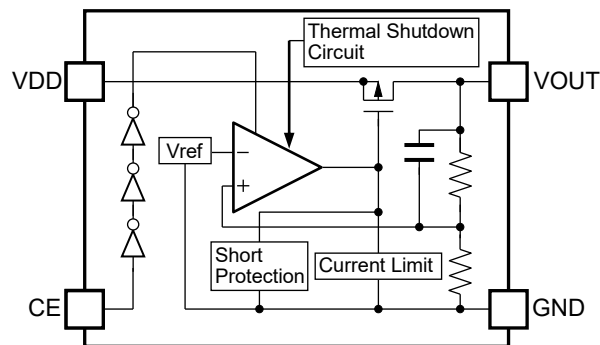 Thermal Shutdown
Circuit
VDD
VOUT
Vref
−
+
Short
Protection
Current Limit
CE
GND